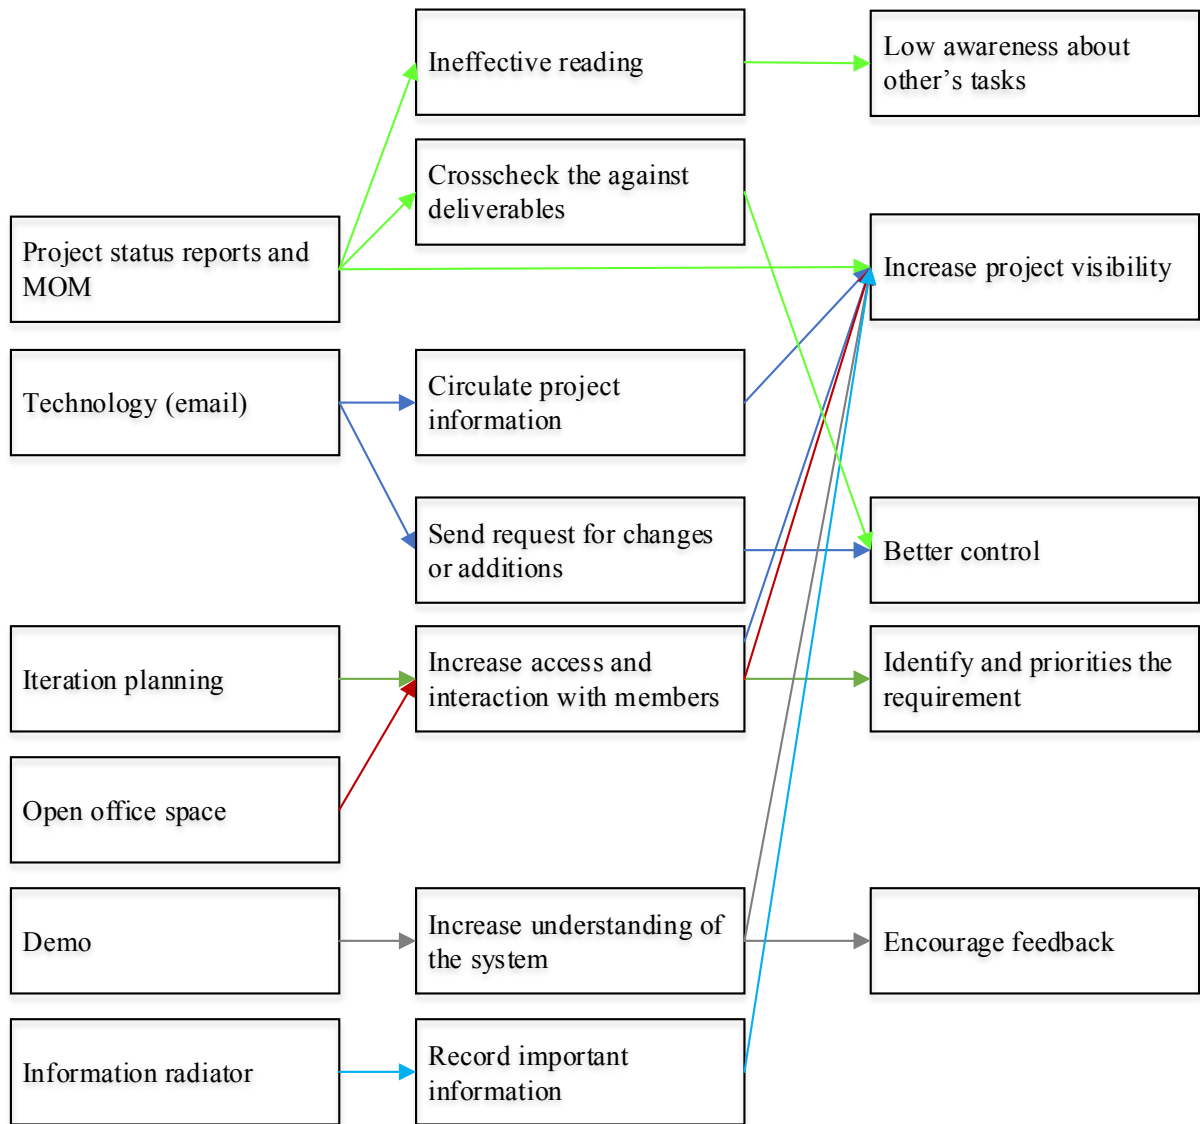 Ineffective reading
Low awareness about
other’s tasks
Crosscheck the against
deliverables
Project status reports and
MOM
Increase project visibility
Technology (email)
Circulate project
information
Send request for changes
or additions
Better control
Iteration planning
Increase access and
interaction with members
Identify and priorities the
requirement
Open office space
Demo
Increase understanding of
the system
Encourage feedback
Information radiator
Record important
information